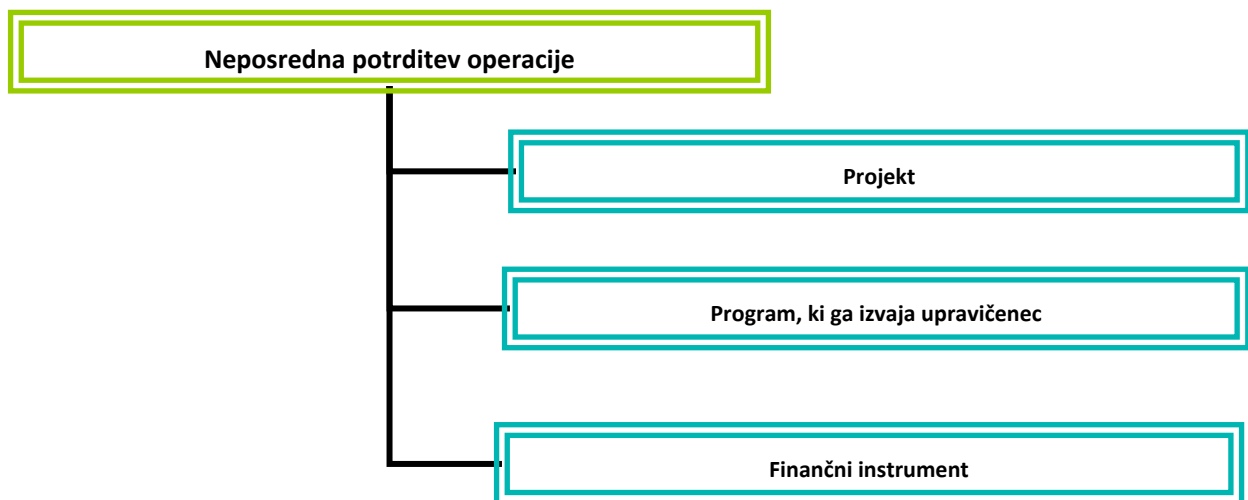 Neposredna potrditev operacije
Projekt
Program, ki ga izvaja upravičenec
Finančni instrument